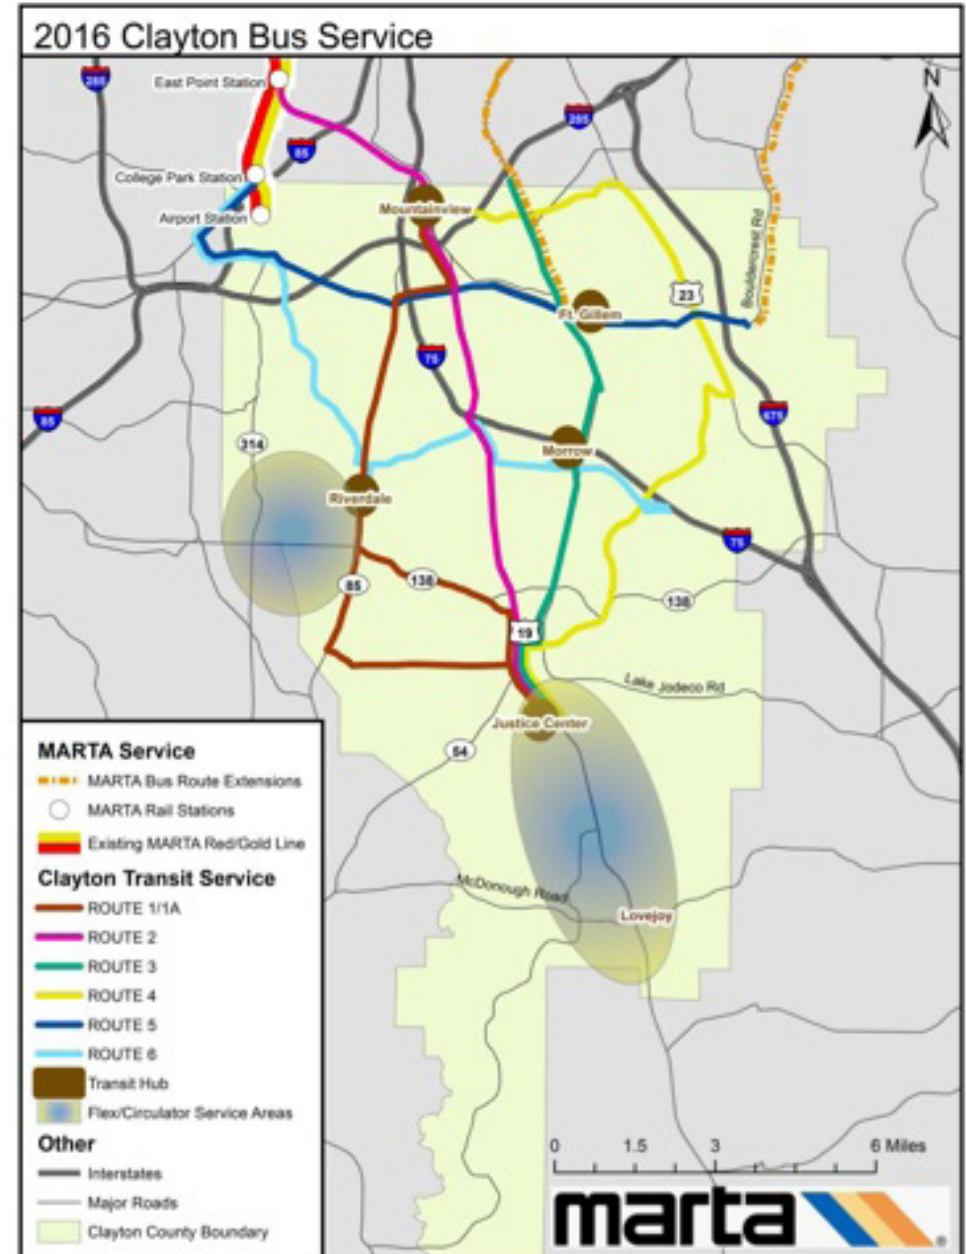 2016 Clayton Bus Service
East Point Station
285
N
85
285
College Park Station
Mountainview
Airport Station
Bouldercrest Rd
23
Ft. Gillem
75
85
675
314
Morrow
Riverdale
75
85
138
138
19
Lake Jodeco Rd
Justice Center
54
McDonough Road
Lovejoy
MARTA Service
MARTA Bus Route Extensions
MARTA Rail Stations
Existing MARTA Red/Gold Line
Clayton Transit Service
ROUTE 1/1A
ROUTE 2
ROUTE 3
ROUTE 4
ROUTE 5
ROUTE 6
Transit Hub
Flex/Circulator Service Areas
Other
Interstates
Major Roads
Clayton County Boundary
0 1.5 3 6 Miles
marta®